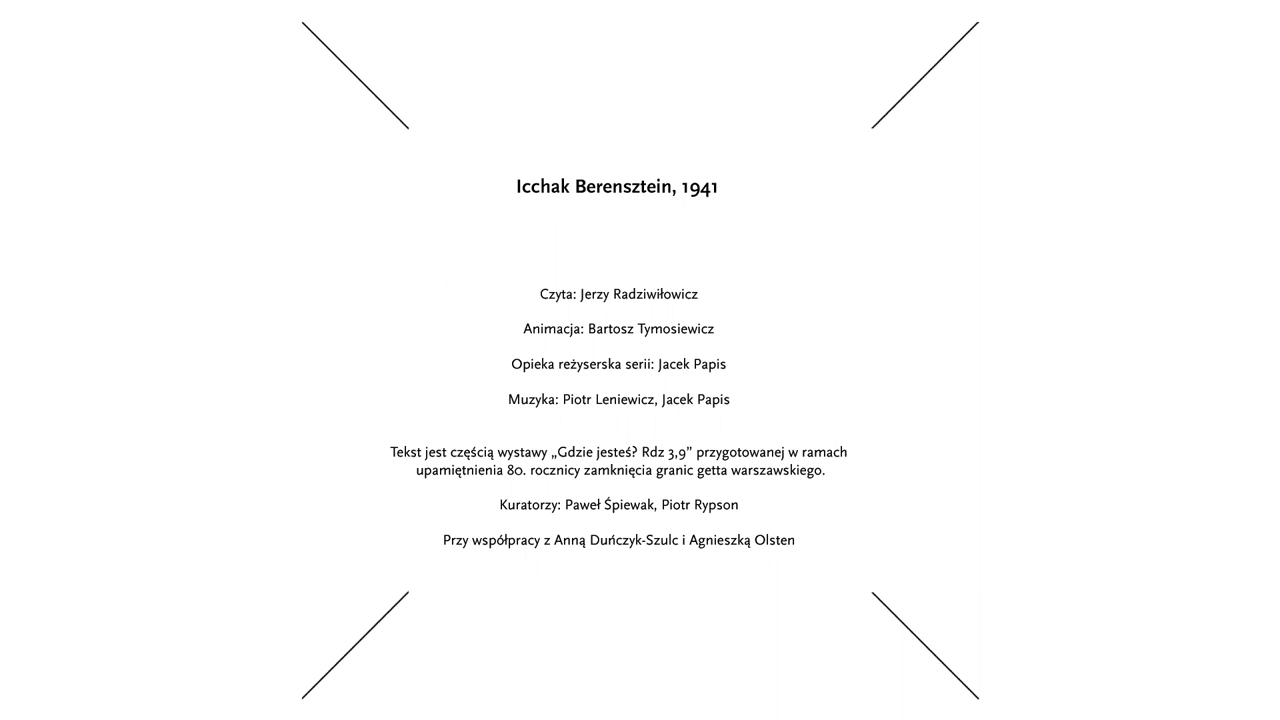 Icchak Berensztein, 1941
Czyta: Jerzy Radziwiłowicz
Animacja: Bartosz Tymosiewicz
Opieka reżyserska serii: Jacek Papis
Muzyka: Piotr Leniewicz, Jacek Papis
Tekst jest częścią wystawy „Gdzie jesteś? Rdz 3,9” przygotowanej w ramach
upamiętnienia 80. rocznicy zamknięcia granic getta warszawskiego.
Kuratorzy: Paweł Śpiewak, Piotr Rypson
Przy współpracy z Anną Duńczyk-Szulc i Agnieszką Olsten